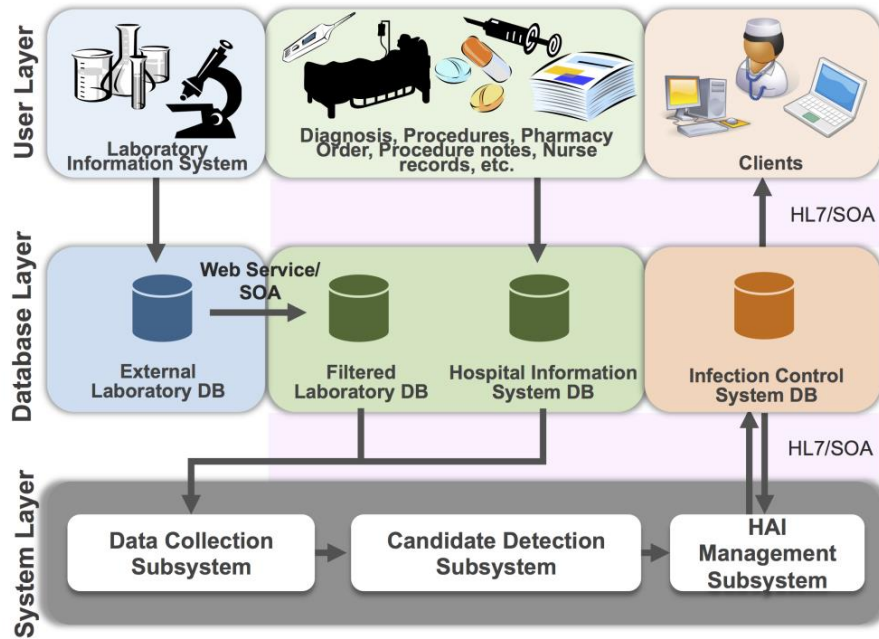 User Layer
Laboratory
Information System
Diagnosis, Procedures, Pharmacy
Order, Procedure notes, Nurse
records, etc.
Clients
HL7/SOA
Database Layer
Web Service/
SOA
External
Laboratory DB
Filtered
Laboratory DB
Hospital Information
System DB
Infection Control
System DB
HL7/SOA
System Layer
Data Collection
Subsystem
Candidate Detection
Subsystem
HAI
Management
Subsystem